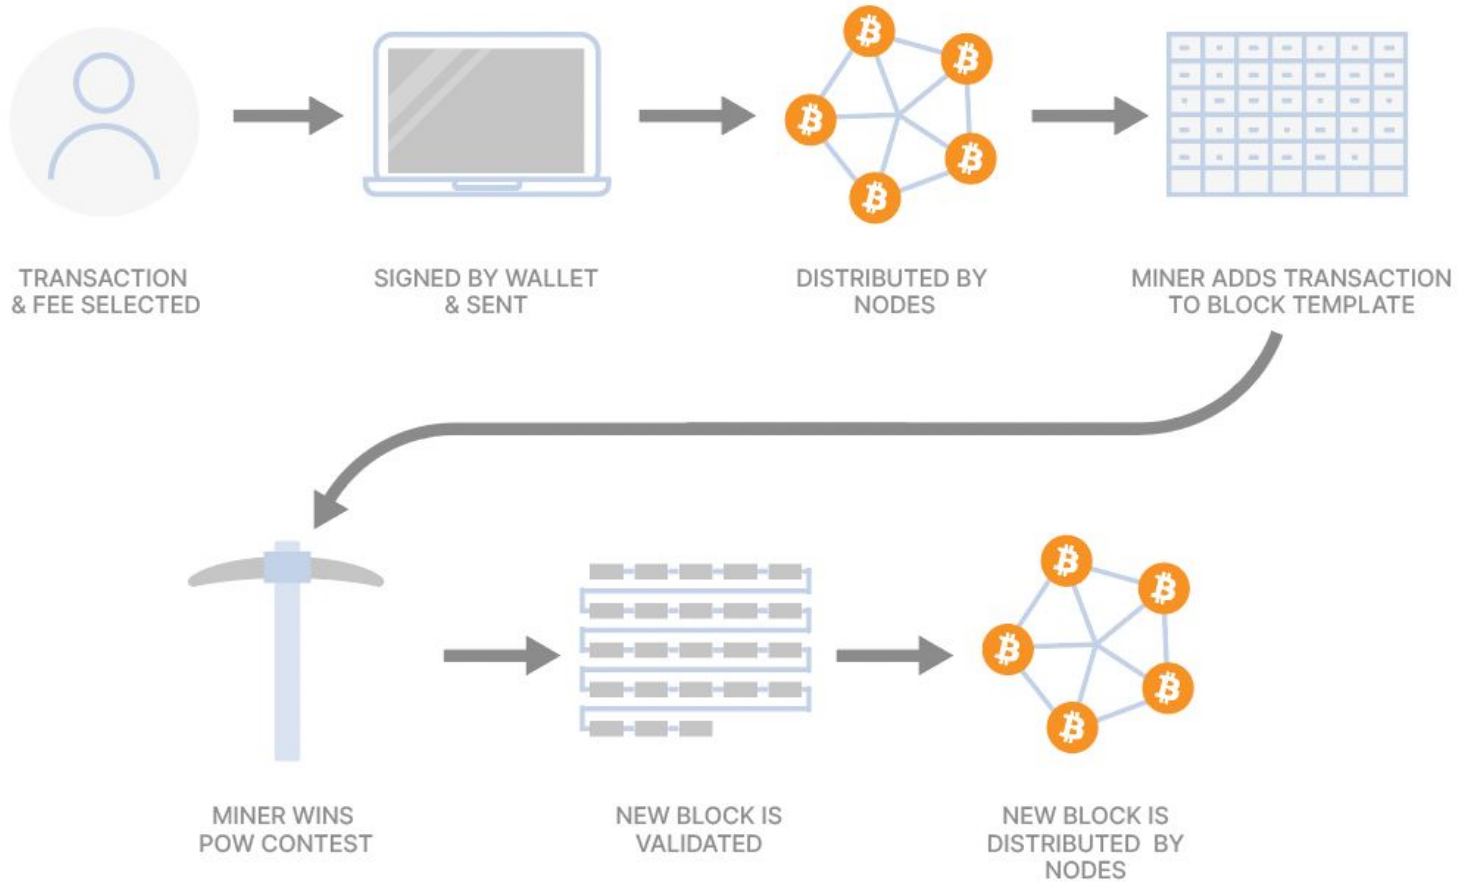 TRANSACTION
& FEE SELECTED
SIGNED BY WALLET
& SENT
DISTRIBUTED BY
NODES
MINER ADDS TRANSACTION
TO BLOCK TEMPLATE
MINER WINS
POW CONTEST
NEW BLOCK IS
VALIDATED
NEW BLOCK IS
DISTRIBUTED BY
NODES